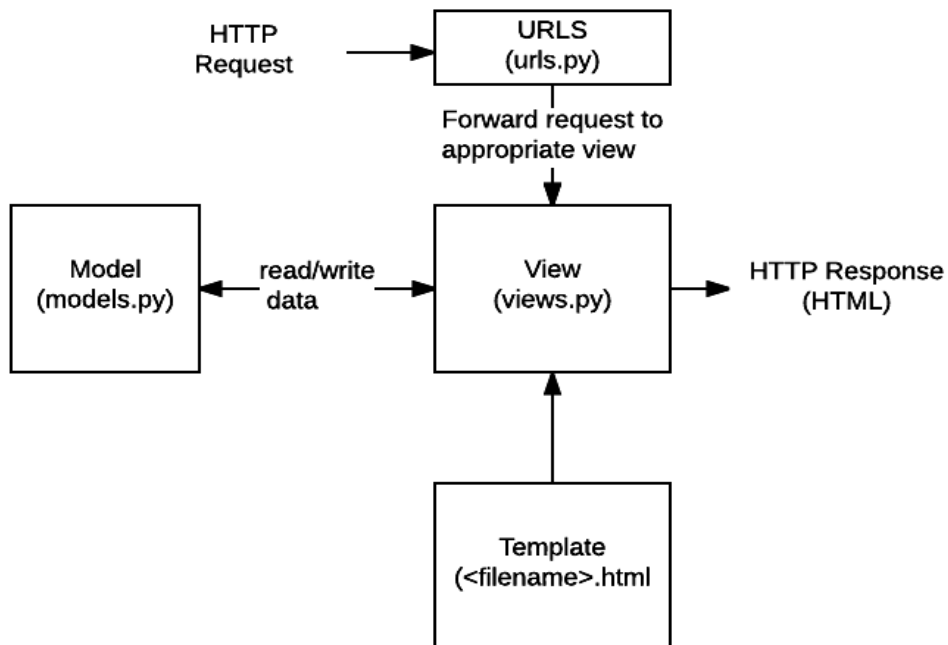 HTTP
Request
URLS
(urls.py)
Forward request to
appropriate view
Model
(models.py)
read/write
data
View
(views.py)
HTTP Response
(HTML)
Template
(<filename>.html